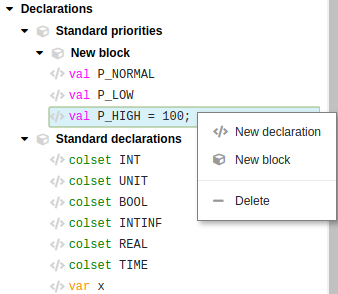 Declarations
Standard priorities
New block
val P_NORMAL
val P_LOW
val P_HIGH = 100;
New declaration
New block
Delete
Standard declarations
colset INT
colset UNIT
colset BOOL
colset INTINF
colset REAL
colset TIME
var x